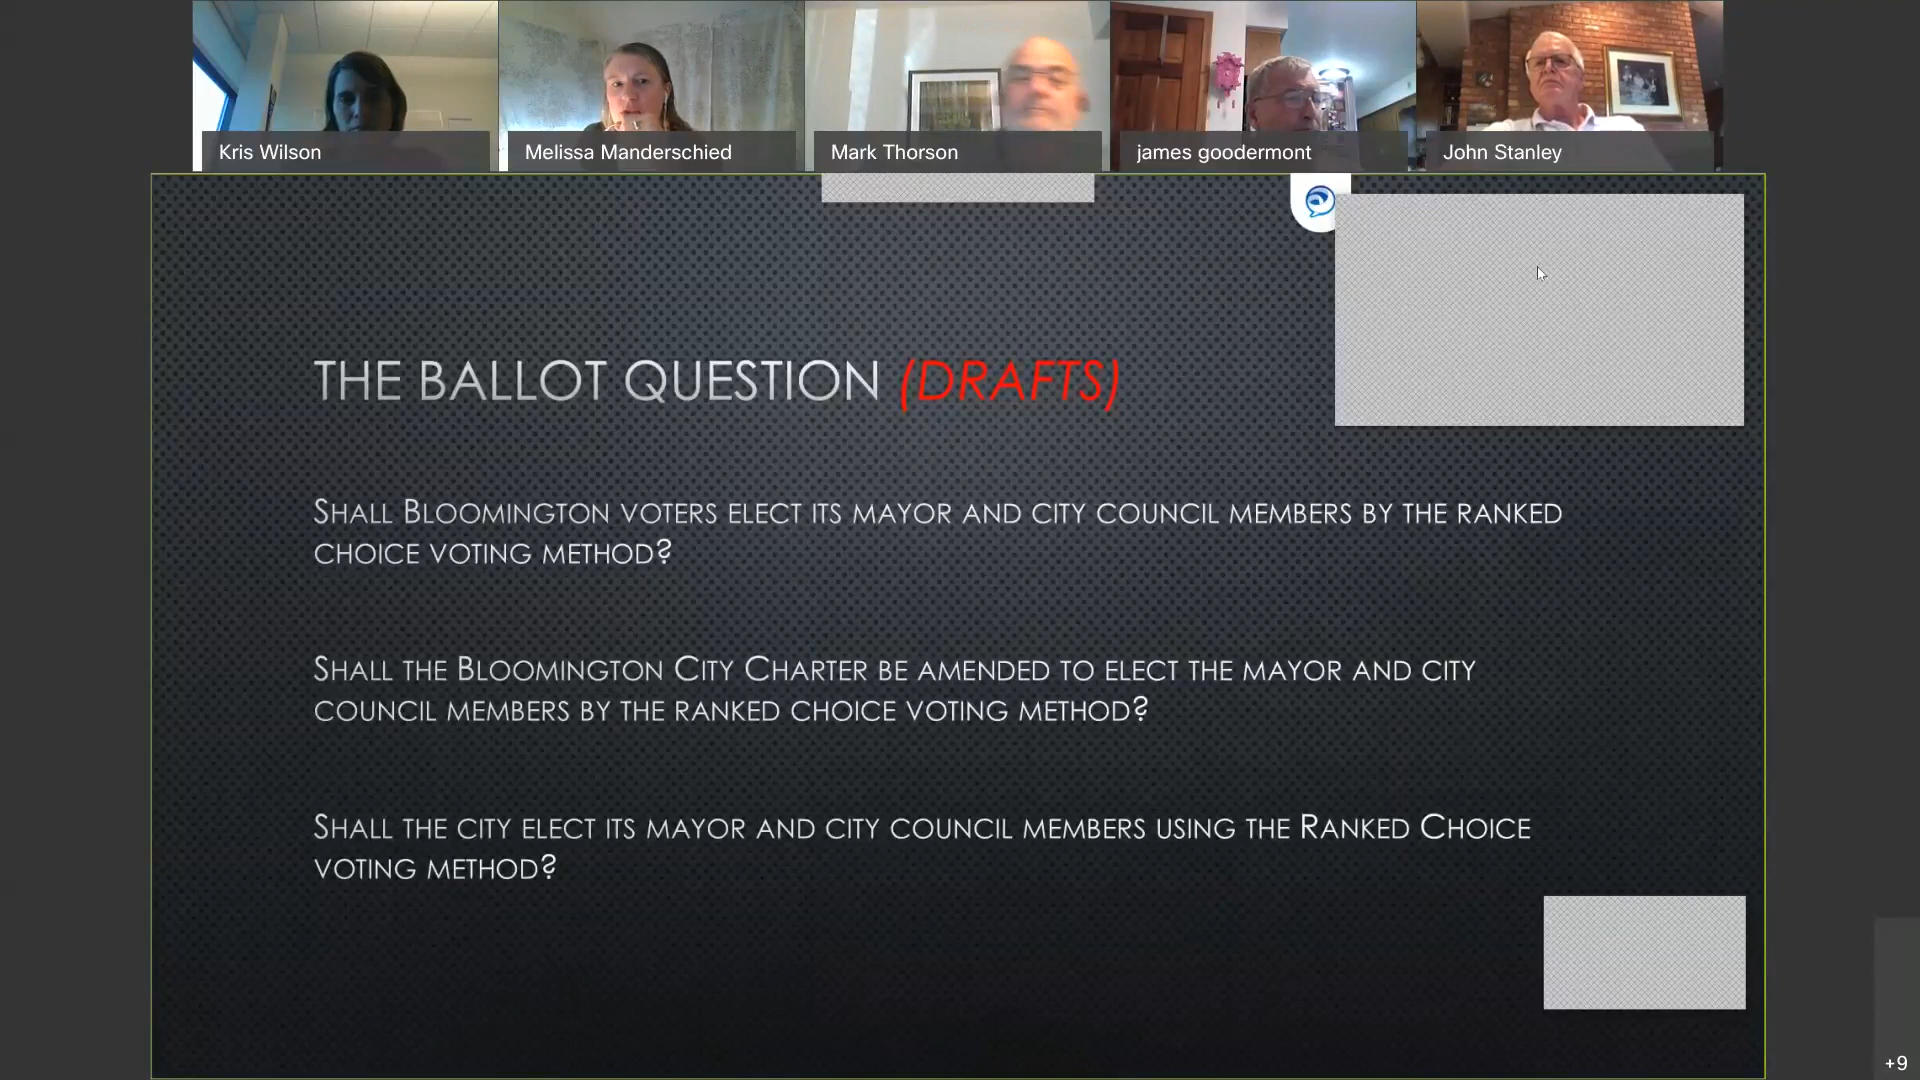 Kris Wilson
Melissa Manderschied
Mark Thorson
james goodermont
John Stanley
THE BALLOT QUESTION (DRAFTS)
SHALL BLOOMINGTON VOTERS ELECT ITS MAYOR AND CITY COUNCIL MEMBERS BY THE RANKED
CHOICE VOTING METHOD?
SHALL THE BLOOMINGTON CITY CHARTER BE AMENDED TO ELECT THE MAYOR AND CITY
COUNCIL MEMBERS BY THE RANKED CHOICE VOTING METHOD?
SHALL THE CITY ELECT ITS MAYOR AND CITY COUNCIL MEMBERS USING THE RANKED CHOICE
VOTING METHOD?
+9